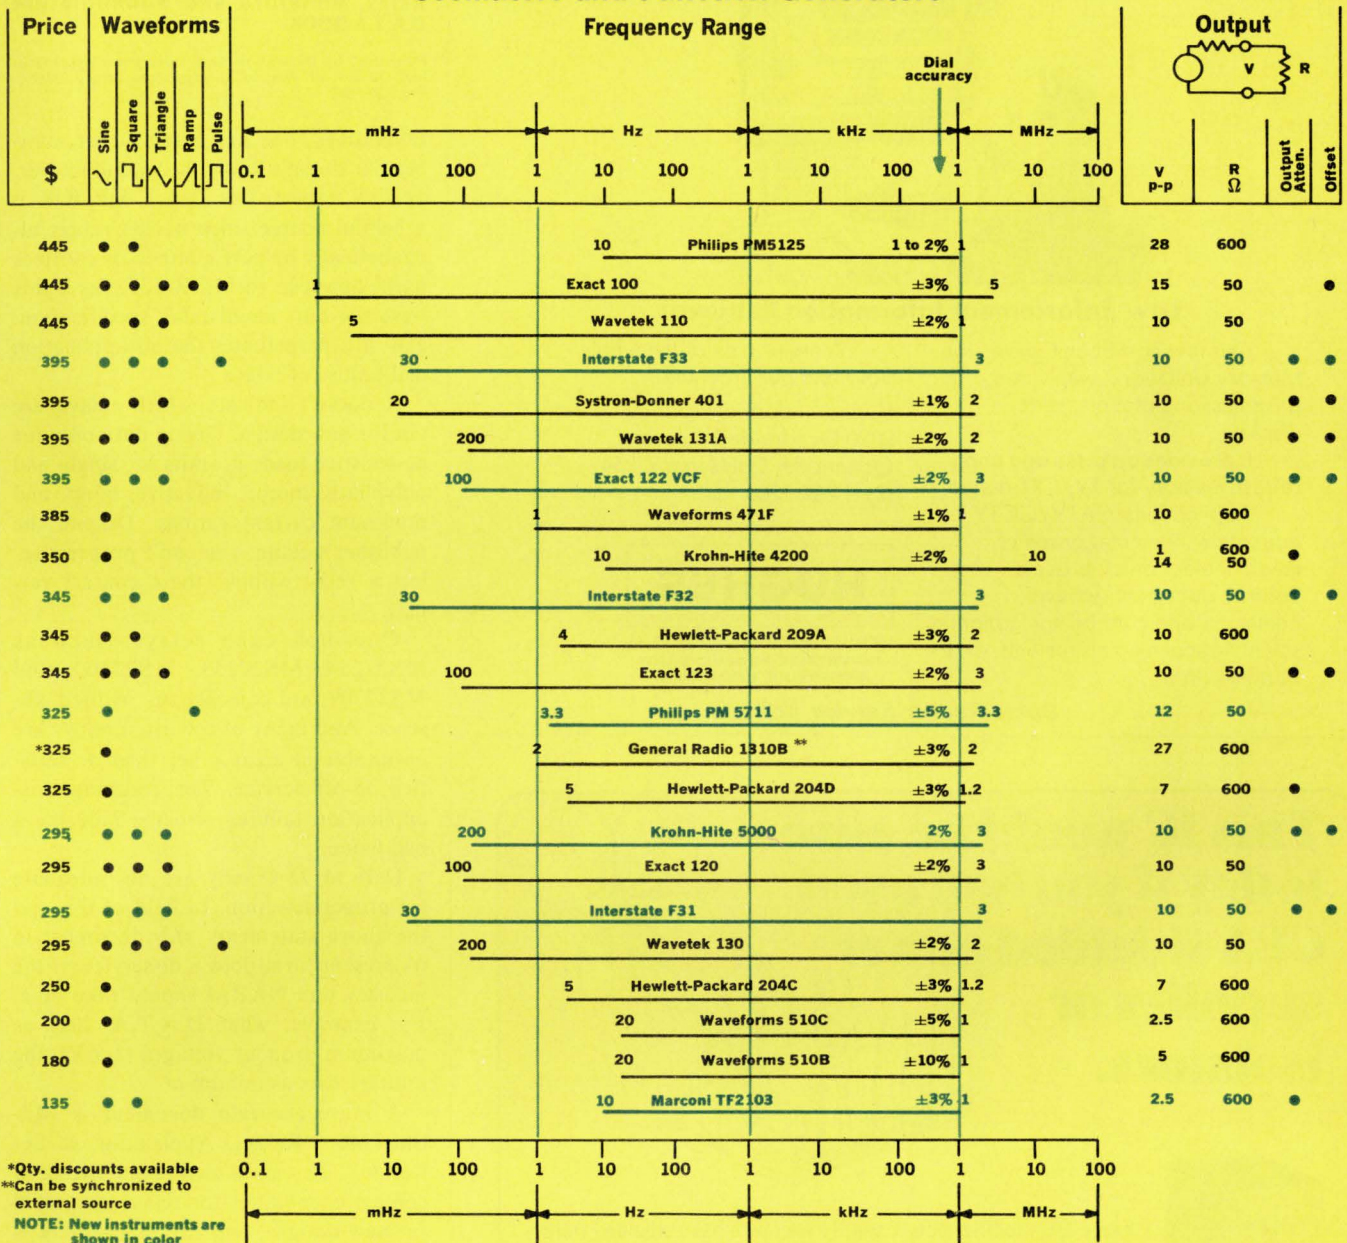 Price Waveforms Frequency Range Output
Dial
accuracy
V R
Sine Square Triangle Ramp Pulse
mHz Hz kHz MHz
$ 0.1 1 10 100 1 10 100 1 10 100 1 10 100 V p-p R Ω Output Atten. Offset
445 10 Philips PM5125 1 to 2% 1 28 600
445 1 Exact 100 ±3% 5 15 50
445 5 Wavetek 110 ±2% 1 10 50
395 30 Interstate F33 3 10 50
395 20 Systron-Donner 401 ±1% 2 10 50
395 200 Wavetek 131A ±2% 2 10 50
395 100 Exact 122 VCF ±2% 3 10 50
385 1 Waveforms 471F ±1% 1 10 600
350 10 Krohn-Hite 4200 ±2% 10 1 600
14 50
345 30 Interstate F32 3 10 50
345 4 Hewlett-Packard 209A ±3% 2 10 600
345 100 Exact 123 ±2% 3 10 50
325 3.3 Philips PM 5711 ±5% 3.3 12 50
*325 2 General Radio 1310B ** ±3% 2 27 600
325 5 Hewlett-Packard 204D ±3% 1.2 7 600
295 200 Krohn-Hite 5000 2% 3 10 50
295 100 Exact 120 ±2% 3 10 50
295 30 Interstate F31 3 10 50
295 200 Wavetek 130 ±2% 2 10 50
250 5 Hewlett-Packard 204C ±3% 1.2 7 600
200 20 Waveforms 510C ±5% 1 2.5 600
180 20 Waveforms 510B ±10% 1 5 600
135 10 Marconi TF2103 ±3% 1 2.5 600
0.1 1 10 100 1 10 100 1 10 100 1 10 100
mHz Hz kHz MHz
*Qty. discounts available
**Can be synchronized to
external source
NOTE: New instruments are
shown in color